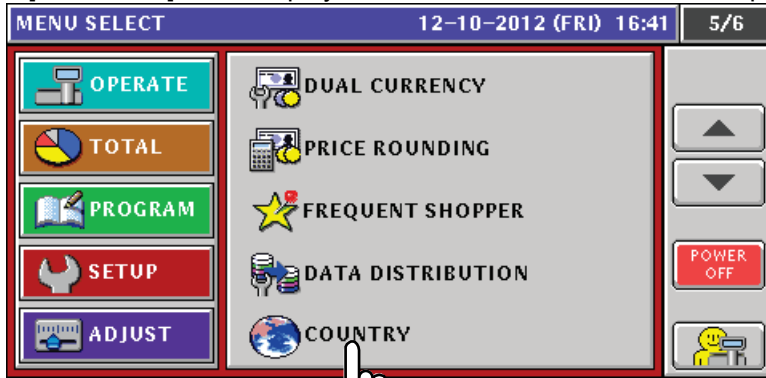 MENU SELECT 12-10-2012 (FRI) 16:41 5/6
OPERATE
TOTAL
PROGRAM
SETUP
ADJUST
DUAL CURRENCY
PRICE ROUNDING
FREQUENT SHOPPER
DATA DISTRIBUTION
COUNTRY
POWER
OFF